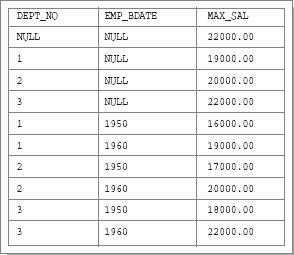 DEPT_NO EMP_BDATE MAX_SAL
NULL NULL 22000.00
1 NULL 19000.00
2 NULL 20000.00
3 NULL 22000.00
1 1950 16000.00
1 1960 19000.00
2 1950 17000.00
2 1960 20000.00
3 1950 18000.00
3 1960 22000.00